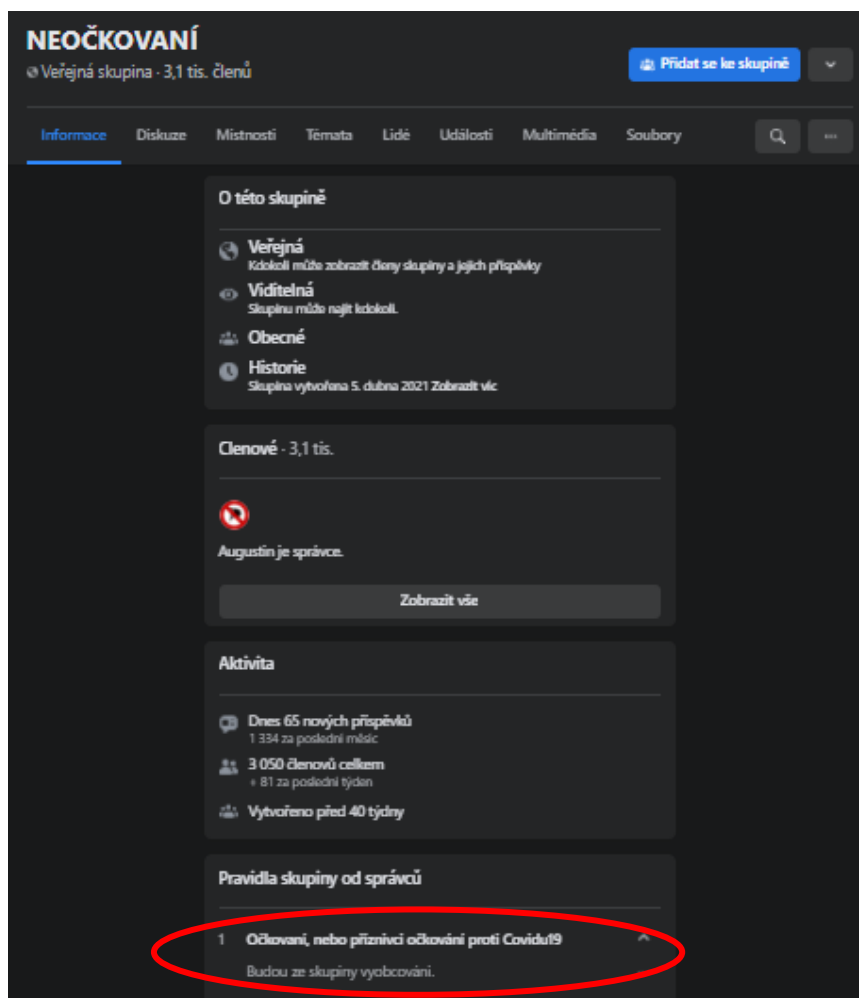 NEOČKOVANÍ
Veřejná skupina · 3,1 tis. členů
Přidat se ke skupině
Informace Diskuze Místnosti Témata Lidé Události Multimédia Soubory
O této skupině
Veřejná
Kdokoli může zobrazit členy skupiny a jejich příspěvky
Viditelná
Skupinu může najít kdokoli.
Obecné
Historie
Skupina vytvořena 5. dubna 2021 Zobrazit víc
Členové · 3,1 tis.
Augustin je správce.
Zobrazit vše
Aktivita
Dnes 65 nových příspěvků
1 334 za poslední měsíc
3 050 členovů celkem
+ 81 za poslední týden
Vytvořeno před 40 týdny
Pravidla skupiny od správců
1 Očkovaní, nebo příznivci očkování proti Covidu19
Budou ze skupiny vyobcováni.